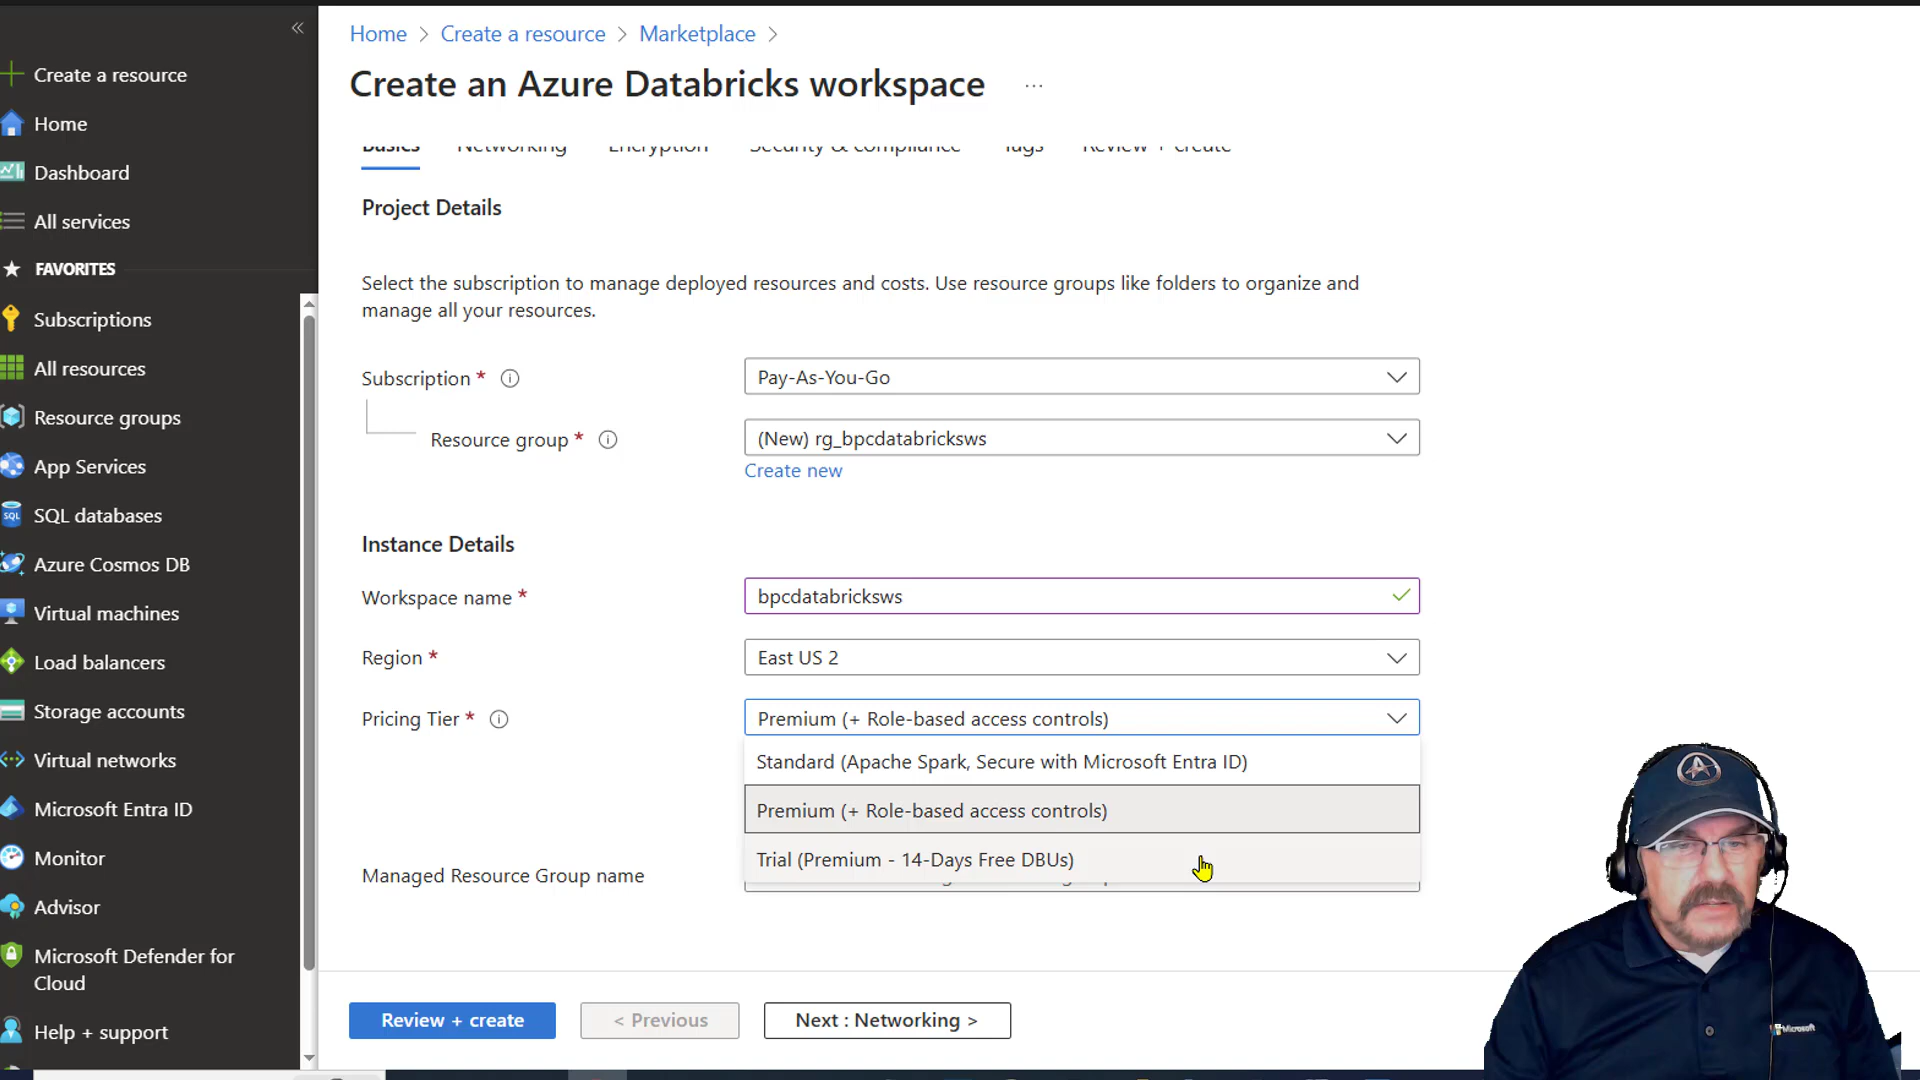 Home > Create a resource > Marketplace >
Create an Azure Databricks workspace ...
Basics Networking Encryption Security & compliance Tags Review + create
Create a resource
Home
Dashboard
All services
FAVORITES
Subscriptions
All resources
Resource groups
App Services
SQL databases
Azure Cosmos DB
Virtual machines
Load balancers
Storage accounts
Virtual networks
Microsoft Entra ID
Monitor
Advisor
Microsoft Defender for
Cloud
Help + support
Project Details
Select the subscription to manage deployed resources and costs. Use resource groups like folders to organize and
manage all your resources.
Subscription * Pay-As-You-Go
Resource group * (New) rg_bpcdatabricksws
Create new
Instance Details
Workspace name * bpcdatabricksws
Region * East US 2
Pricing Tier * Premium (+ Role-based access controls)
Standard (Apache Spark, Secure with Microsoft Entra ID)
Premium (+ Role-based access controls)
Trial (Premium - 14-Days Free DBUs)
Managed Resource Group name
Review + create < Previous Next : Networking >
Microsoft